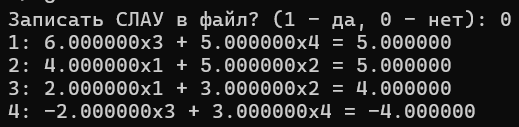 Записать СЛАУ в файл? (1 - да, 0 - нет): 0
1: 6.000000x3 + 5.000000x4 = 5.000000
2: 4.000000x1 + 5.000000x2 = 5.000000
3: 2.000000x1 + 3.000000x2 = 4.000000
4: -2.000000x3 + 3.000000x4 = -4.000000